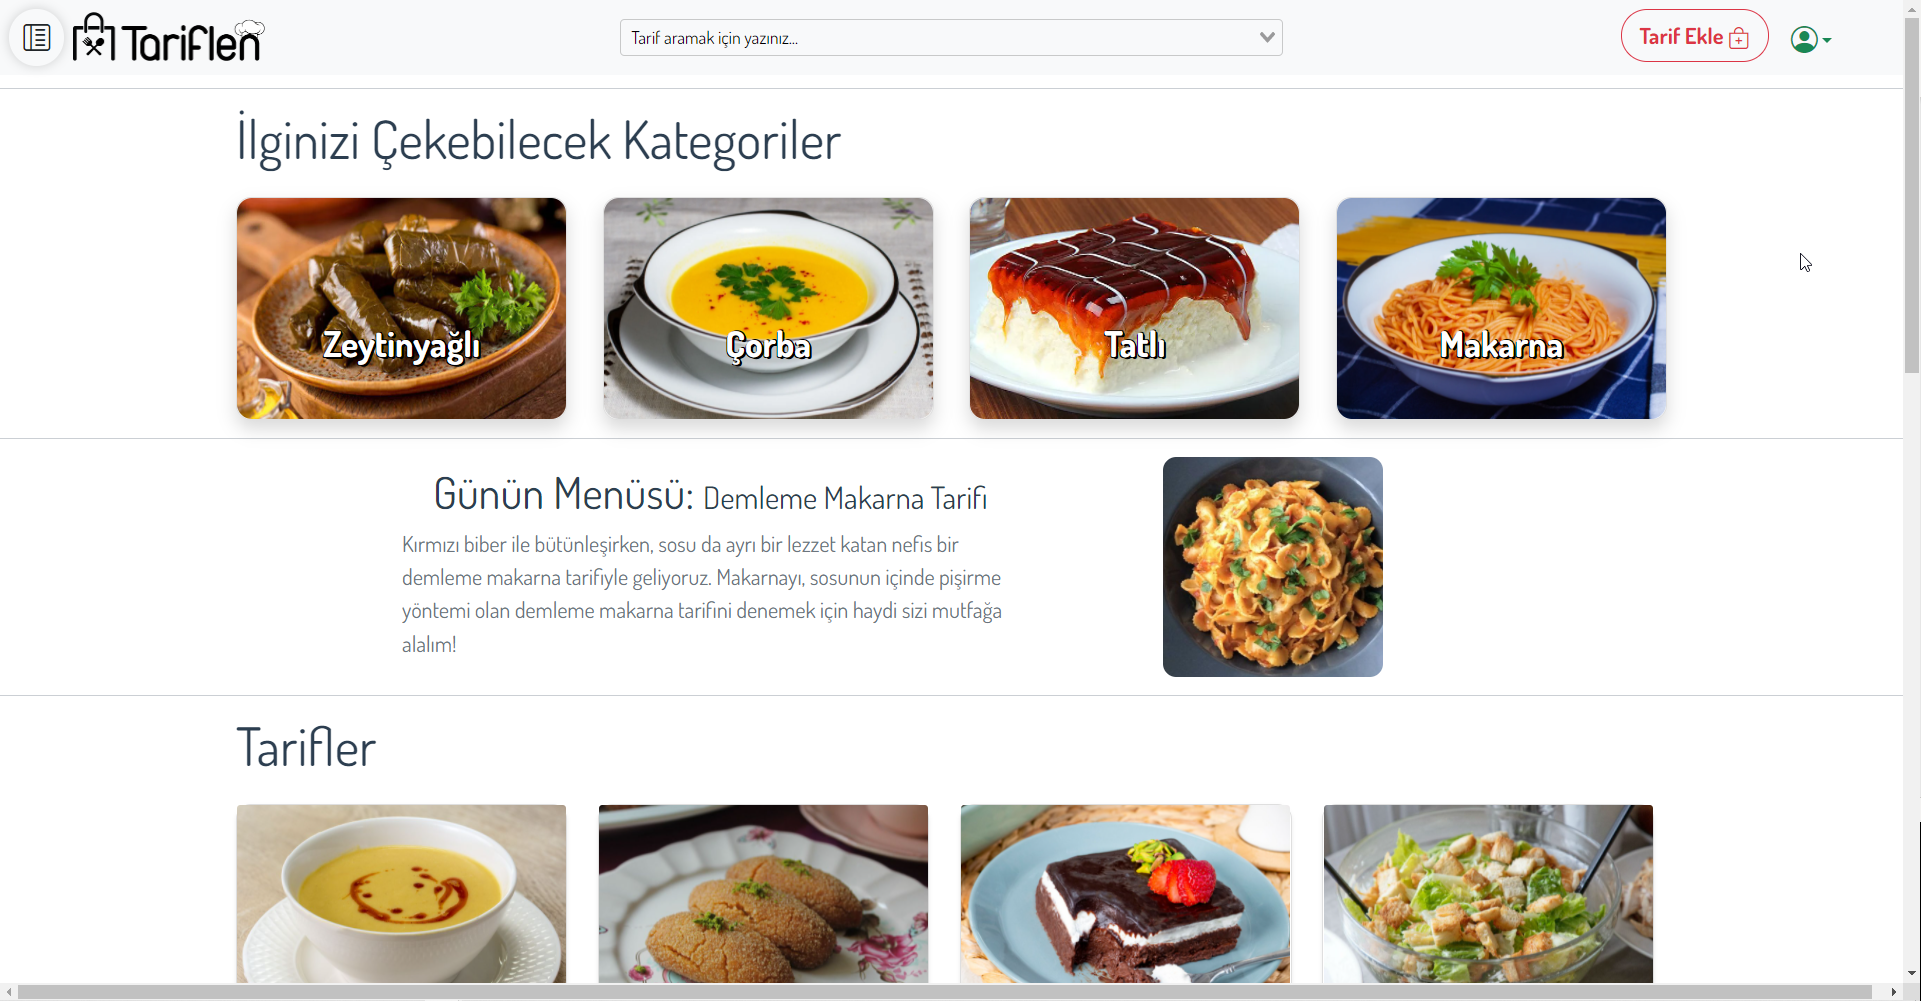 Tariflen
Tarif aramak için yazınız...
Tarif Ekle
İlginizi Çekebilecek Kategoriler
Zeytinyağlı
Çorba
Tatlı
Makarna
Günün Menüsü: Demleme Makarna Tarifi
Kırmızı biber ile bütünleşirken, sosu da ayrı bir lezzet katan nefis bir
demleme makarna tarifiyle geliyoruz. Makarnayı, sosunun içinde pişirme
yöntemi olan demleme makarna tarifini denemek için haydi sizi mutfağa
alalım!
Tarifler